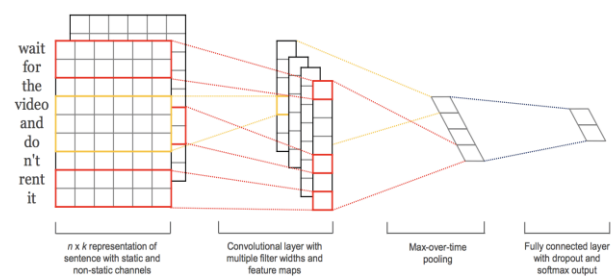 wait
for
the
video
and
do
n't
rent
it
n x k representation of
sentence with static and
non-static channels
Convolutional layer with
multiple filter widths and
feature maps
Max-over-time
pooling
Fully connected layer
with dropout and
softmax output